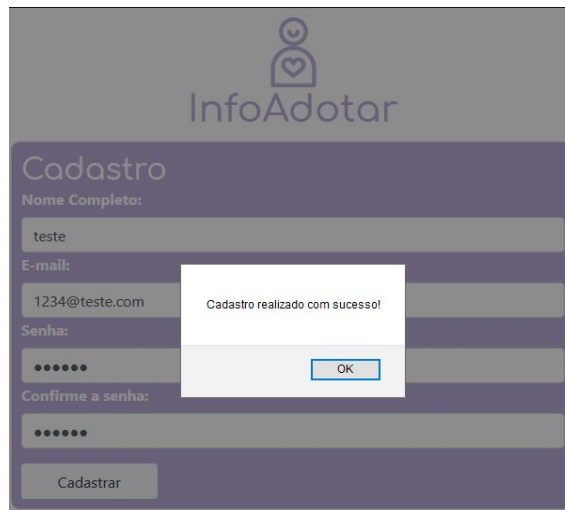 InfoAdotar
Cadastro
Nome Completo:
teste
E-mail:
1234@teste.com
Cadastro realizado com sucesso!
Senha:
●●●●●●
OK
Confirme a senha:
●●●●●●
Cadastrar